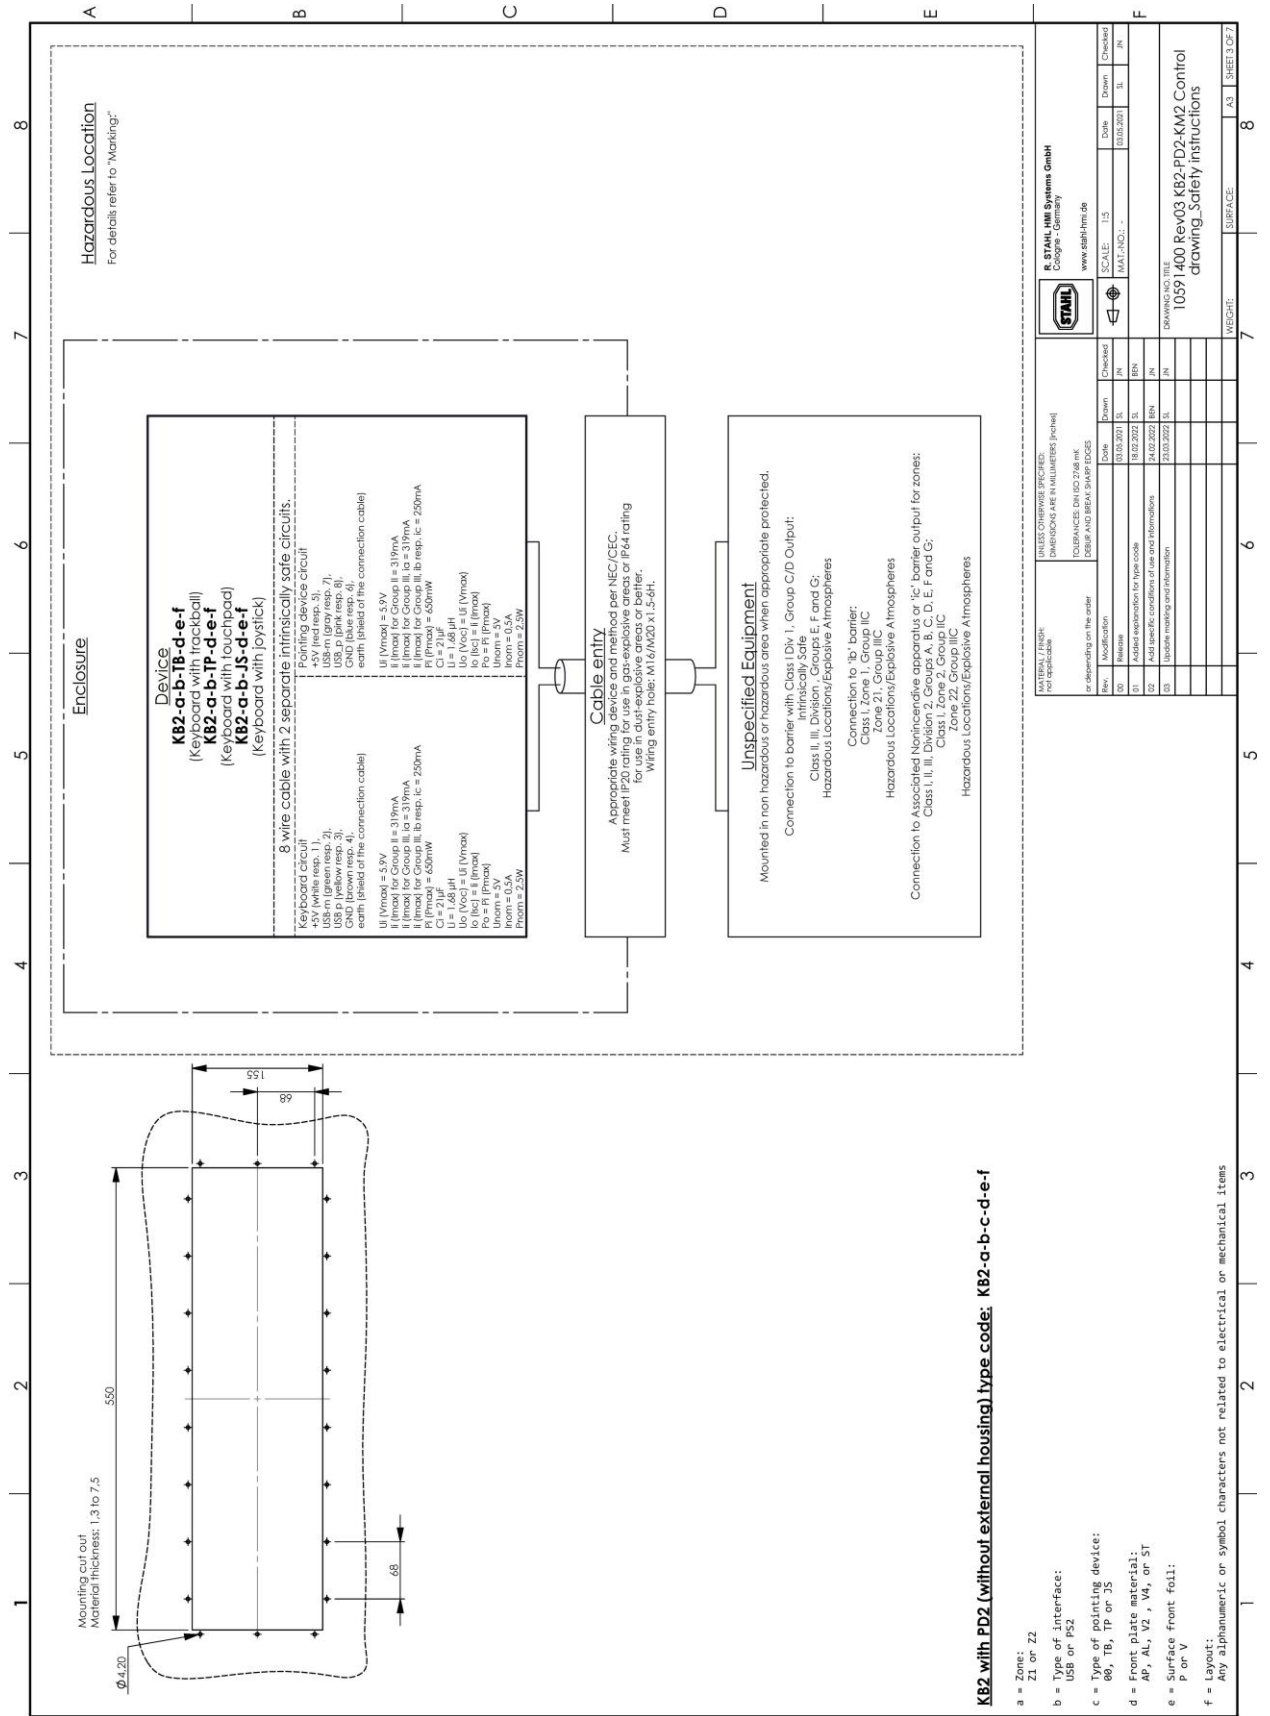 1
2
3
4
5
6
7
8
A
B
C
D
E
F
Mounting cut out
Material thickness: 1,3 to 7,5
Ø4,20
550
68
155
68
Hazardous Location
For details refer to "Marking:"
Enclosure
Device
KB2-a-b-TB-d-e-f
(Keyboard with trackball)
KB2-a-b-TP-d-e-f
(Keyboard with touchpad)
KB2-a-b-JS-d-e-f
(Keyboard with joystick)
8 wire cable with 2 separate intrinsically safe circuits.
Keyboard circuit
+5V (white resp. 1),
USB-m (green resp. 2),
USB p (yellow resp. 3),
GND (brown resp. 4),
earth (shield of the connection cable)
Ui (Vmax) = 5.9V
Ii (Imax) for Group II = 319mA
Ii (Imax) for Group III, ia = 319mA
Ii (Imax) for Group III, ib resp. ic = 250mA
Pi (Pmax) = 650mW
Ci = 21µF
Li = 1.68 µH
Uo (Voc) = Ui (Vmax)
Io (Isc) = Ii (Imax)
Po = Pi (Pmax)
Unom = 5V
Inom = 0,5A
Pnom = 2,5W
Pointing device circuit
+5V (red resp. 5),
USB-m (gray resp. 7),
USB_p (pink resp. 8),
GND (blue resp. 6),
earth (shield of the connection cable)
Ui (Vmax) = 5.9V
Ii (Imax) for Group II = 319mA
Ii (Imax) for Group III, ia = 319mA
Ii (Imax) for Group III, ib resp. ic = 250mA
Pi (Pmax) = 650mW
Ci = 21µF
Li = 1.68 µH
Uo (Voc) = Ui (Vmax)
Io (Isc) = Ii (Imax)
Po = Pi (Pmax)
Unom = 5V
Inom = 0,5A
Pnom = 2,5W
Cable entry
Appropriate wiring device and method per NEC/CEC.
Must meet IP20 rating for use in gas-explosive areas or IP64 rating
for use in dust-explosive areas or better.
Wiring entry hole: M16/M20 x1.5-6H.
Unspecified Equipment
Mounted in non hazardous or hazardous area when appropriate protected.
Connection to barrier with Class I Div 1, Group C/D Output:
Intrinsically Safe
Class II, III, Division , Groups E, F and G;
Hazardous Locations/Explosive Atmospheres
Connection to 'ib' barrier:
Class I, Zone 1, Group IIC
Zone 21, Group IIIC
Hazardous Locations/Explosive Atmospheres
Connection to Associated Nonincendive apparatus or 'ic' barrier output for zones:
Class I, II, III, Division 2, Groups A, B, C, D, E, F and G;
Class I, Zone 2, Group IIC
Zone 22, Group IIIC
Hazardous Locations/Explosive Atmospheres
KB2 with PD2 (without external housing) type code: KB2-a-b-c-d-e-f
a = Zone:
Z1 or Z2
b = Type of interface:
USB or PS2
c = Type of pointing device:
00, TB, TP or JS
d = Front plate material:
AP, AL, V2 , V4, or ST
e = Surface front foil:
P or V
f = Layout:
Any alphanumeric or symbol characters not related to electrical or mechanical items
MATERIAL / FINISH:
not applicable
or depending on the order
UNLESS OTHERWISE SPECIFIED:
DIMENSIONS ARE IN MILLIMETERS [inches]
TOLERANCES: DIN ISO 2768 mK
DEBUR AND BREAK SHARP EDGES
STAHL
R. STAHL HMI Systems GmbH
Cologne - Germany
www.stahl-hmi.de
Rev. Modification Date Drawn Checked
00 Release 03.05.2021 SL JN
01 Added explanation for type code 18.02.2022 SL BEN
02 Add specific conditions of use and informations 24.02.2022 BEN JN
03 Update marking and information 23.03.2022 SL JN
SCALE: 1:5 Date Drawn Checked
MAT.-NO.: - 03.05.2021 SL JN
DRAWING NO. TITLE
10591400 Rev03 KB2-PD2-KM2 Control
drawing_Safety instructions
WEIGHT: SURFACE: A3 SHEET 3 OF 7
1
2
3
4
5
6
7
8